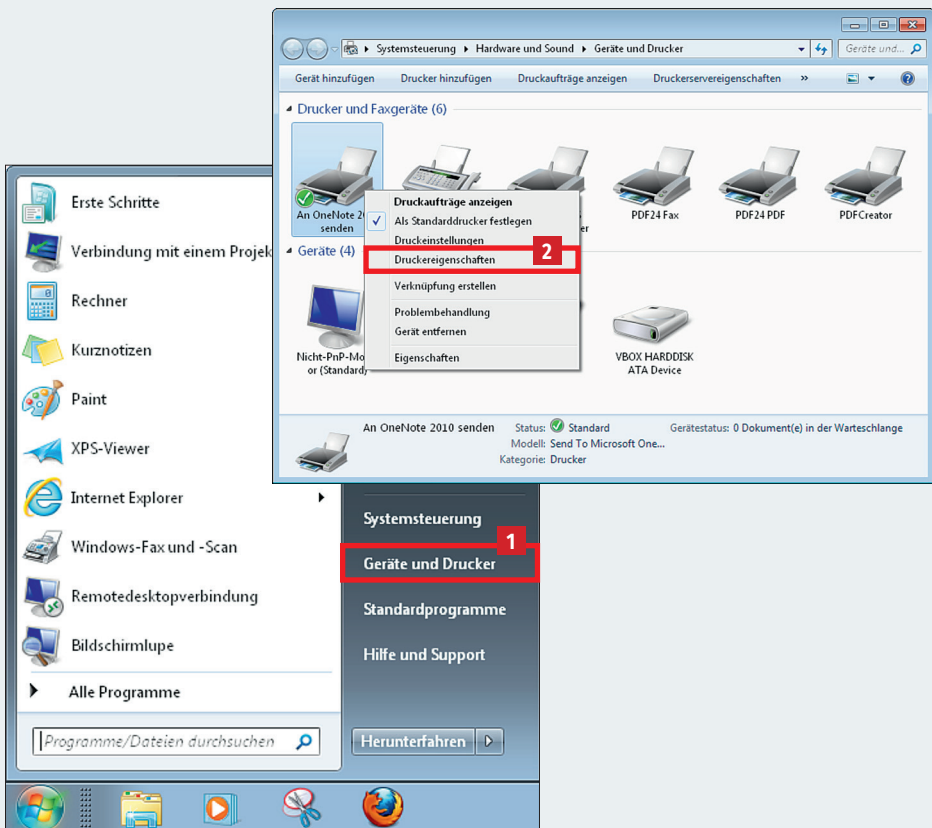 Systemsteuerung Hardware und Sound Geräte und Drucker
Geräte und...
Gerät hinzufügen Drucker hinzufügen Druckaufträge anzeigen Druckerservereigenschaften »
Drucker und Faxgeräte (6)
An OneNote 20
senden
er
PDF24 Fax
PDF24 PDF
PDFCreator
Druckaufträge anzeigen
Als Standarddrucker festlegen
Druckeinstellungen
Druckereigenschaften
2
Verknüpfung erstellen
Problembehandlung
Gerät entfernen
Eigenschaften
Geräte (4)
Nicht-PnP-Mo
or (Standard)
VBOX HARDDISK
ATA Device
An OneNote 2010 senden
Status: Standard
Gerätestatus: 0 Dokument(e) in der Warteschlange
Modell: Send To Microsoft One...
Kategorie: Drucker
Erste Schritte
Verbindung mit einem Projek
Rechner
Kurznotizen
Paint
XPS-Viewer
Internet Explorer
Windows-Fax und -Scan
Remotedesktopverbindung
Bildschirmlupe
Alle Programme
Programme/Dateien durchsuchen
Systemsteuerung
1
Geräte und Drucker
Standardprogramme
Hilfe und Support
Herunterfahren